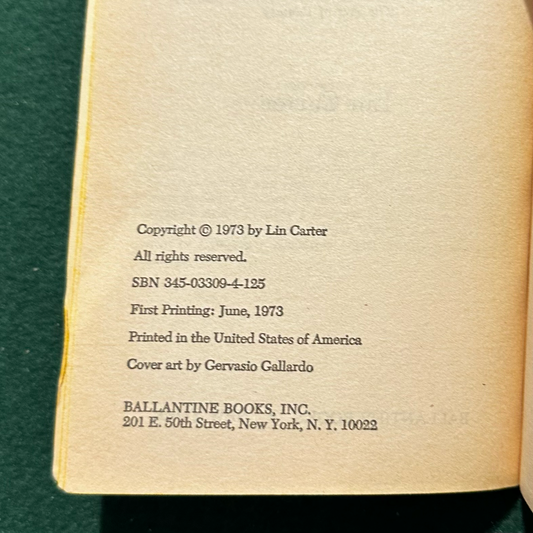 Copyright © 1973 by Lin Carter
All rights reserved.
SBN 345-03309-4-125
First Printing: June, 1973
Printed in the United States of America
Cover art by Gervasio Gallardo
BALLANTINE BOOKS, INC.
201 E. 50th Street, New York, N. Y. 10022